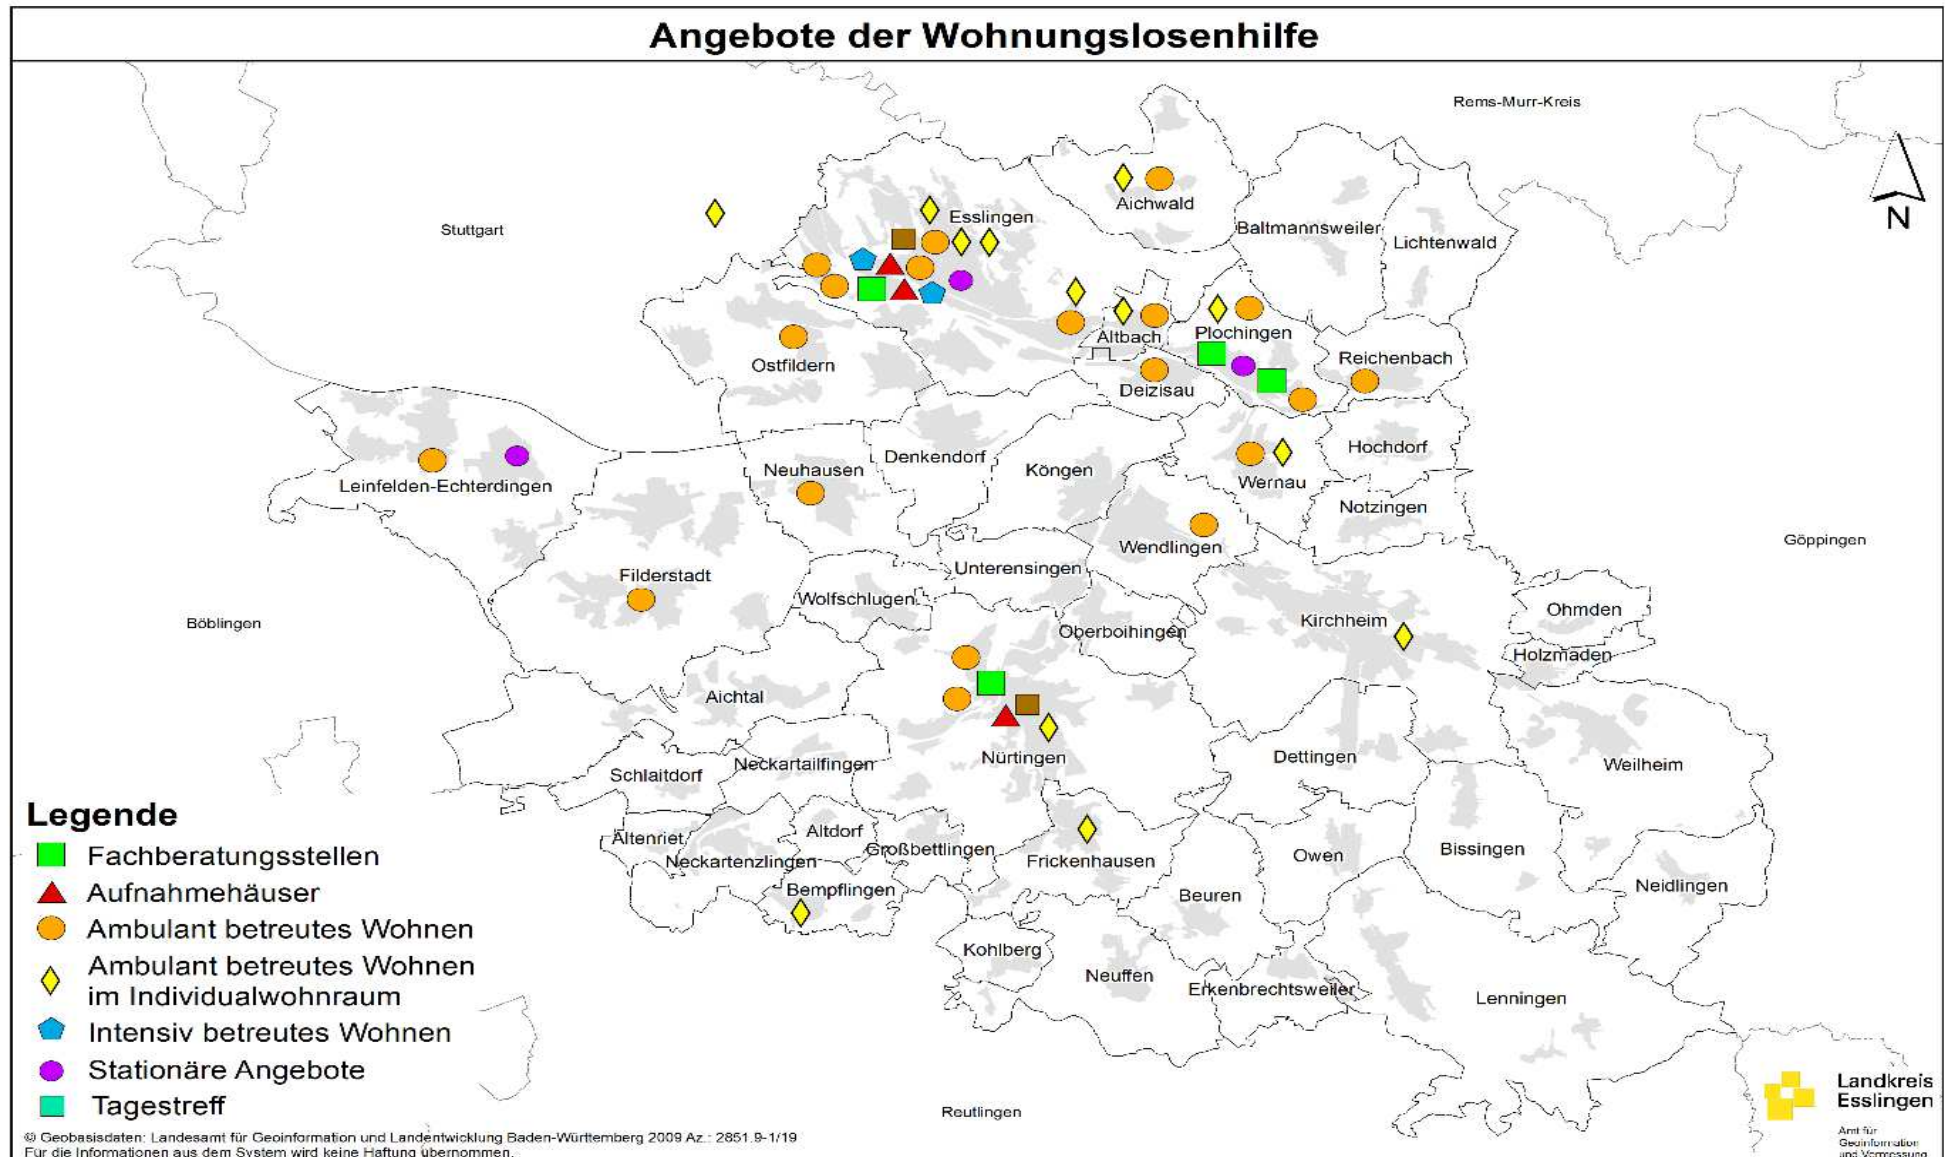 Angebote der Wohnungslosenhilfe
Rems-Murr-Kreis
N
Stuttgart
Esslingen
Aichwald
Baltmannsweiler
Lichtenwald
Altbach
Plochingen
Reichenbach
Ostfildern
Deizisau
Leinfelden-Echterdingen
Neuhausen
Denkendorf
Köngen
Wernau
Hochdorf
Notzingen
Göppingen
Wendlingen
Filderstadt
Unterensingen
Wolfschlugen
Böblingen
Oberboihingen
Kirchheim
Ohmden
Holzmaden
Aichtal
Nürtingen
Dettingen
Weilheim
Schlaitdorf
Neckartailfingen
Altenriet
Neckartenzlingen
Altdorf
Großbettlingen
Bempflingen
Frickenhausen
Owen
Bissingen
Beuren
Neidlingen
Kohlberg
Neuffen
Erkenbrechtsweiler
Lenningen
Reutlingen
Legende
Fachberatungsstellen
Aufnahmehäuser
Ambulant betreutes Wohnen
Ambulant betreutes Wohnen
im Individualwohnraum
Intensiv betreutes Wohnen
Stationäre Angebote
Tagestreff
© Geobasisdaten: Landesamt für Geoinformation und Landentwicklung Baden-Württemberg 2009 Az.: 2851.9-1/19
Für die Informationen aus dem System wird keine Haftung übernommen.
Landkreis
Esslingen
Amt für
Geoinformation
und Vermessung